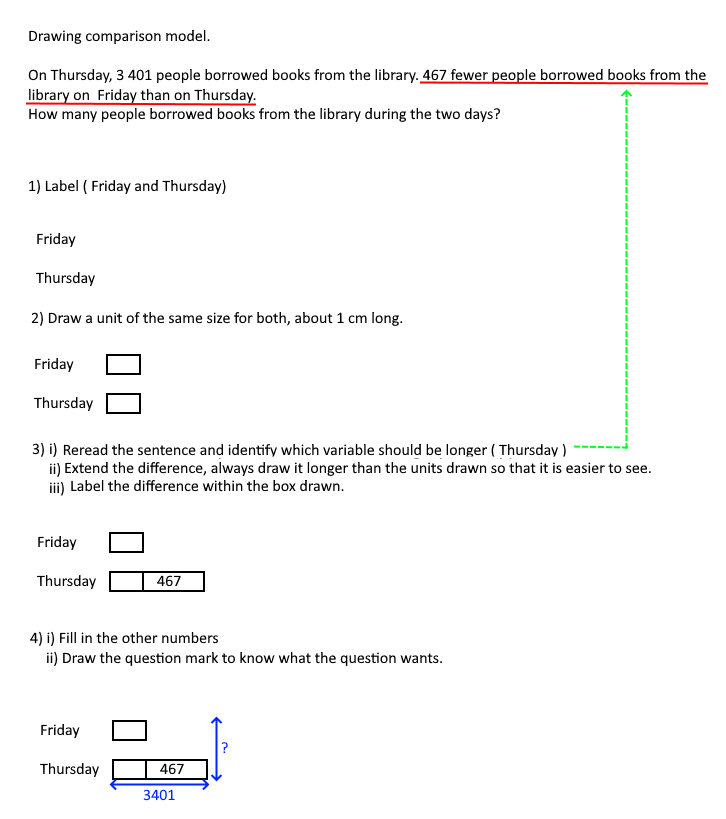 Drawing comparison model.
On Thursday, 3 401 people borrowed books from the library. 467 fewer people borrowed books from the
library on Friday than on Thursday.
How many people borrowed books from the library during the two days?
1) Label ( Friday and Thursday)
Friday
Thursday
2) Draw a unit of the same size for both, about 1 cm long.
Friday
Thursday
3) i) Reread the sentence and identify which variable should be longer ( Thursday )
ii) Extend the difference, always draw it longer than the units drawn so that it is easier to see.
iii) Label the difference within the box drawn.
Friday
Thursday 467
4) i) Fill in the other numbers
ii) Draw the question mark to know what the question wants.
Friday
?
Thursday 467
3401